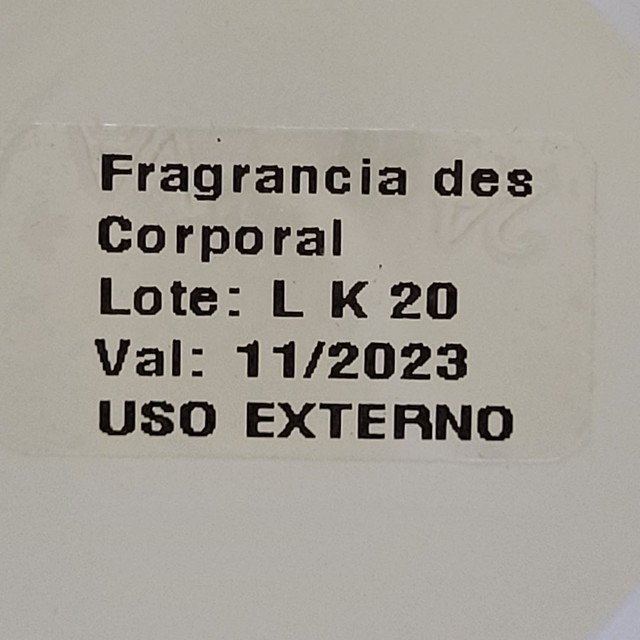 Fragrancia des
Corporal
Lote: L K 20
Val: 11/2023
USO EXTERNO